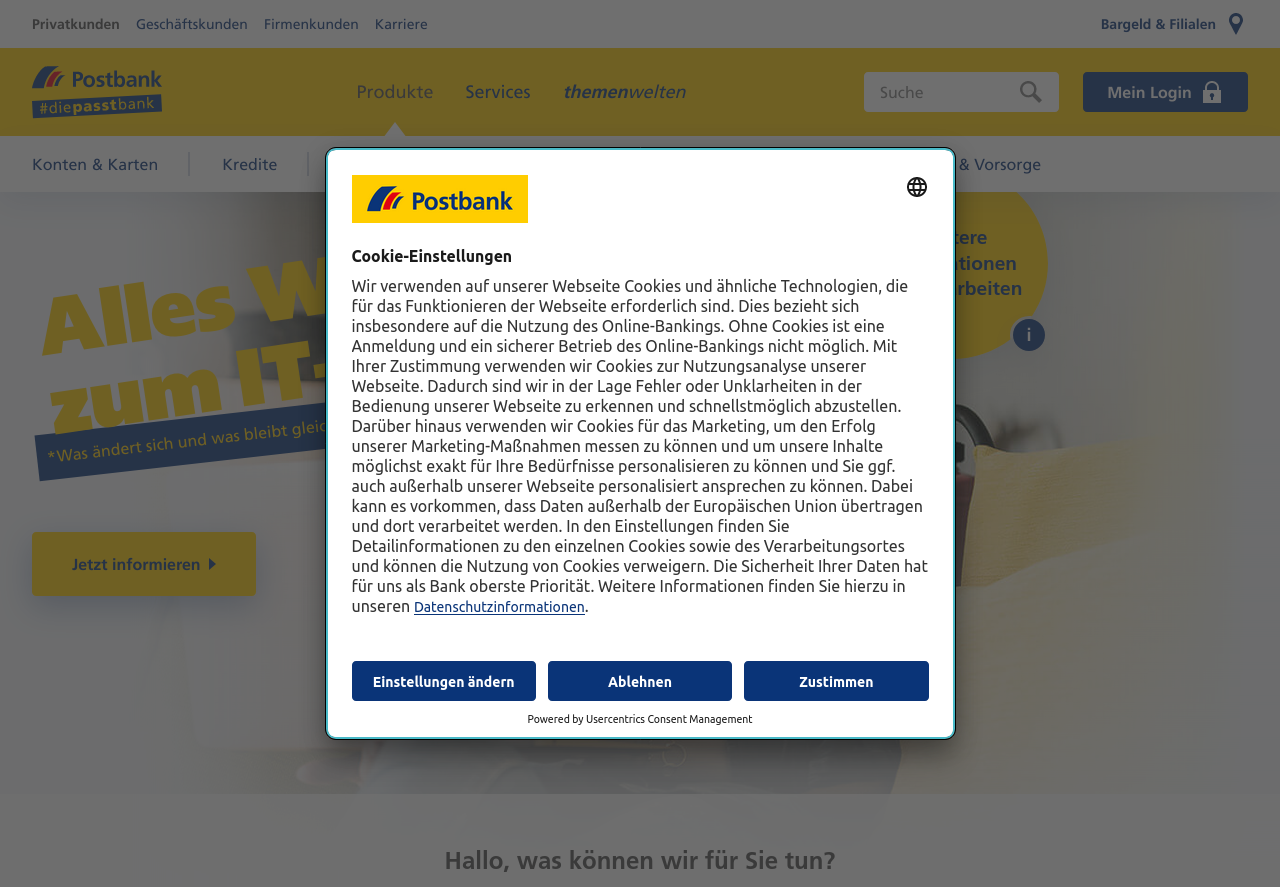 Privatkunden Geschäftskunden Firmenkunden Karriere Bargeld & Filialen
Postbank
#diepasstbank
Produkte Services themenwelten Suche Mein Login
Konten & Karten Kredite & Vorsorge
Alles
zum IT-
*Was ändert sich und was bleibt
i
Jetzt informieren
Postbank
Cookie-Einstellungen
Wir verwenden auf unserer Webseite Cookies und ähnliche Technologien, die
für das Funktionieren der Webseite erforderlich sind. Dies bezieht sich
insbesondere auf die Nutzung des Online-Bankings. Ohne Cookies ist eine
Anmeldung und ein sicherer Betrieb des Online-Bankings nicht möglich. Mit
Ihrer Zustimmung verwenden wir Cookies zur Nutzungsanalyse unserer
Webseite. Dadurch sind wir in der Lage Fehler oder Unklarheiten in der
Bedienung unserer Webseite zu erkennen und schnellstmöglich abzustellen.
Darüber hinaus verwenden wir Cookies für das Marketing, um den Erfolg
unserer Marketing-Maßnahmen messen zu können und um unsere Inhalte
möglichst exakt für Ihre Bedürfnisse personalisieren zu können und Sie ggf.
auch außerhalb unserer Webseite personalisiert ansprechen zu können. Dabei
kann es vorkommen, dass Daten außerhalb der Europäischen Union übertragen
und dort verarbeitet werden. In den Einstellungen finden Sie
Detailinformationen zu den einzelnen Cookies sowie des Verarbeitungsortes
und können die Nutzung von Cookies verweigern. Die Sicherheit Ihrer Daten hat
für uns als Bank oberste Priorität. Weitere Informationen finden Sie hierzu in
unseren Datenschutzinformationen.
Einstellungen ändern Ablehnen Zustimmen
Powered by Usercentrics Consent Management
Hallo, was können wir für Sie tun?